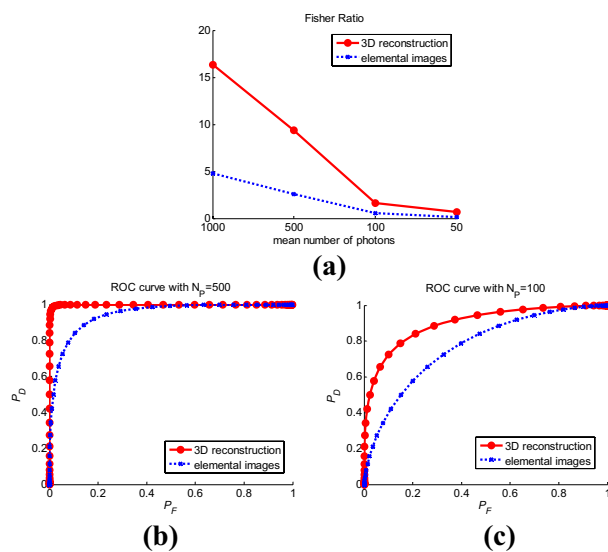 Fisher Ratio
20
15
10
5
0
3D reconstruction
elemental images
1000 500 100 50
mean number of photons
(a)
ROC curve with N_P=500
1
0.8
0.6
0.4
0.2
0
P_D
3D reconstruction
elemental images
0 0.2 0.4 0.6 0.8 1
P_F
(b)
ROC curve with N_P=100
1
0.8
0.6
0.4
0.2
0
P_D
3D reconstruction
elemental images
0 0.2 0.4 0.6 0.8 1
P_F
(c)